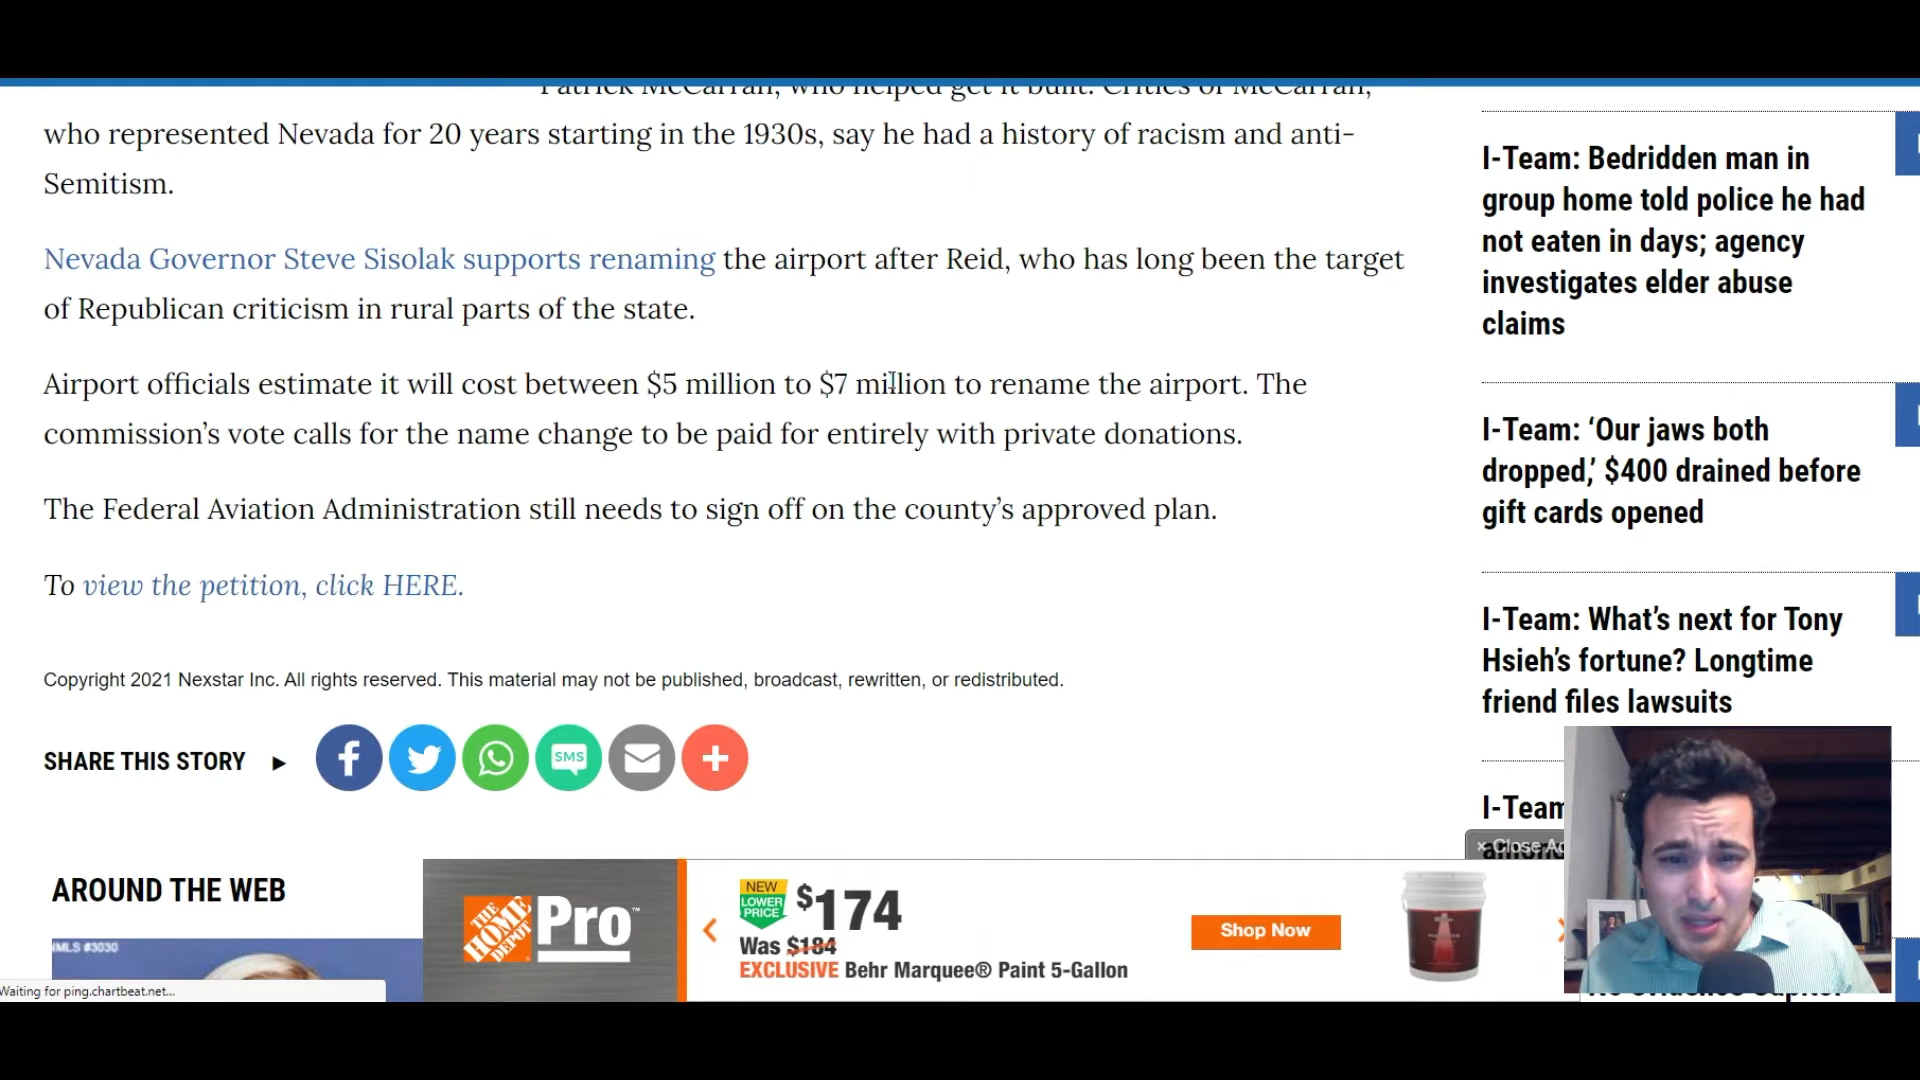 Patrick McCarran, who helped get it built. Critics of McCarran,
who represented Nevada for 20 years starting in the 1930s, say he had a history of racism and anti-
Semitism.
Nevada Governor Steve Sisolak supports renaming the airport after Reid, who has long been the target
of Republican criticism in rural parts of the state.
Airport officials estimate it will cost between $5 million to $7 million to rename the airport. The
commission’s vote calls for the name change to be paid for entirely with private donations.
The Federal Aviation Administration still needs to sign off on the county’s approved plan.
To view the petition, click HERE.
Copyright 2021 Nexstar Inc. All rights reserved. This material may not be published, broadcast, rewritten, or redistributed.
SHARE THIS STORY
SMS
AROUND THE WEB
NMLS #3030
Waiting for ping.chartbeat.net...
I-Team: Bedridden man in
group home told police he had
not eaten in days; agency
investigates elder abuse
claims
I-Team: ‘Our jaws both
dropped,’ $400 drained before
gift cards opened
I-Team: What’s next for Tony
Hsieh’s fortune? Longtime
friend files lawsuits
I-Team
× Close Ad
THE HOME DEPOT Pro™
NEW LOWER PRICE $174
Was $184
EXCLUSIVE Behr Marquee® Paint 5-Gallon
Shop Now